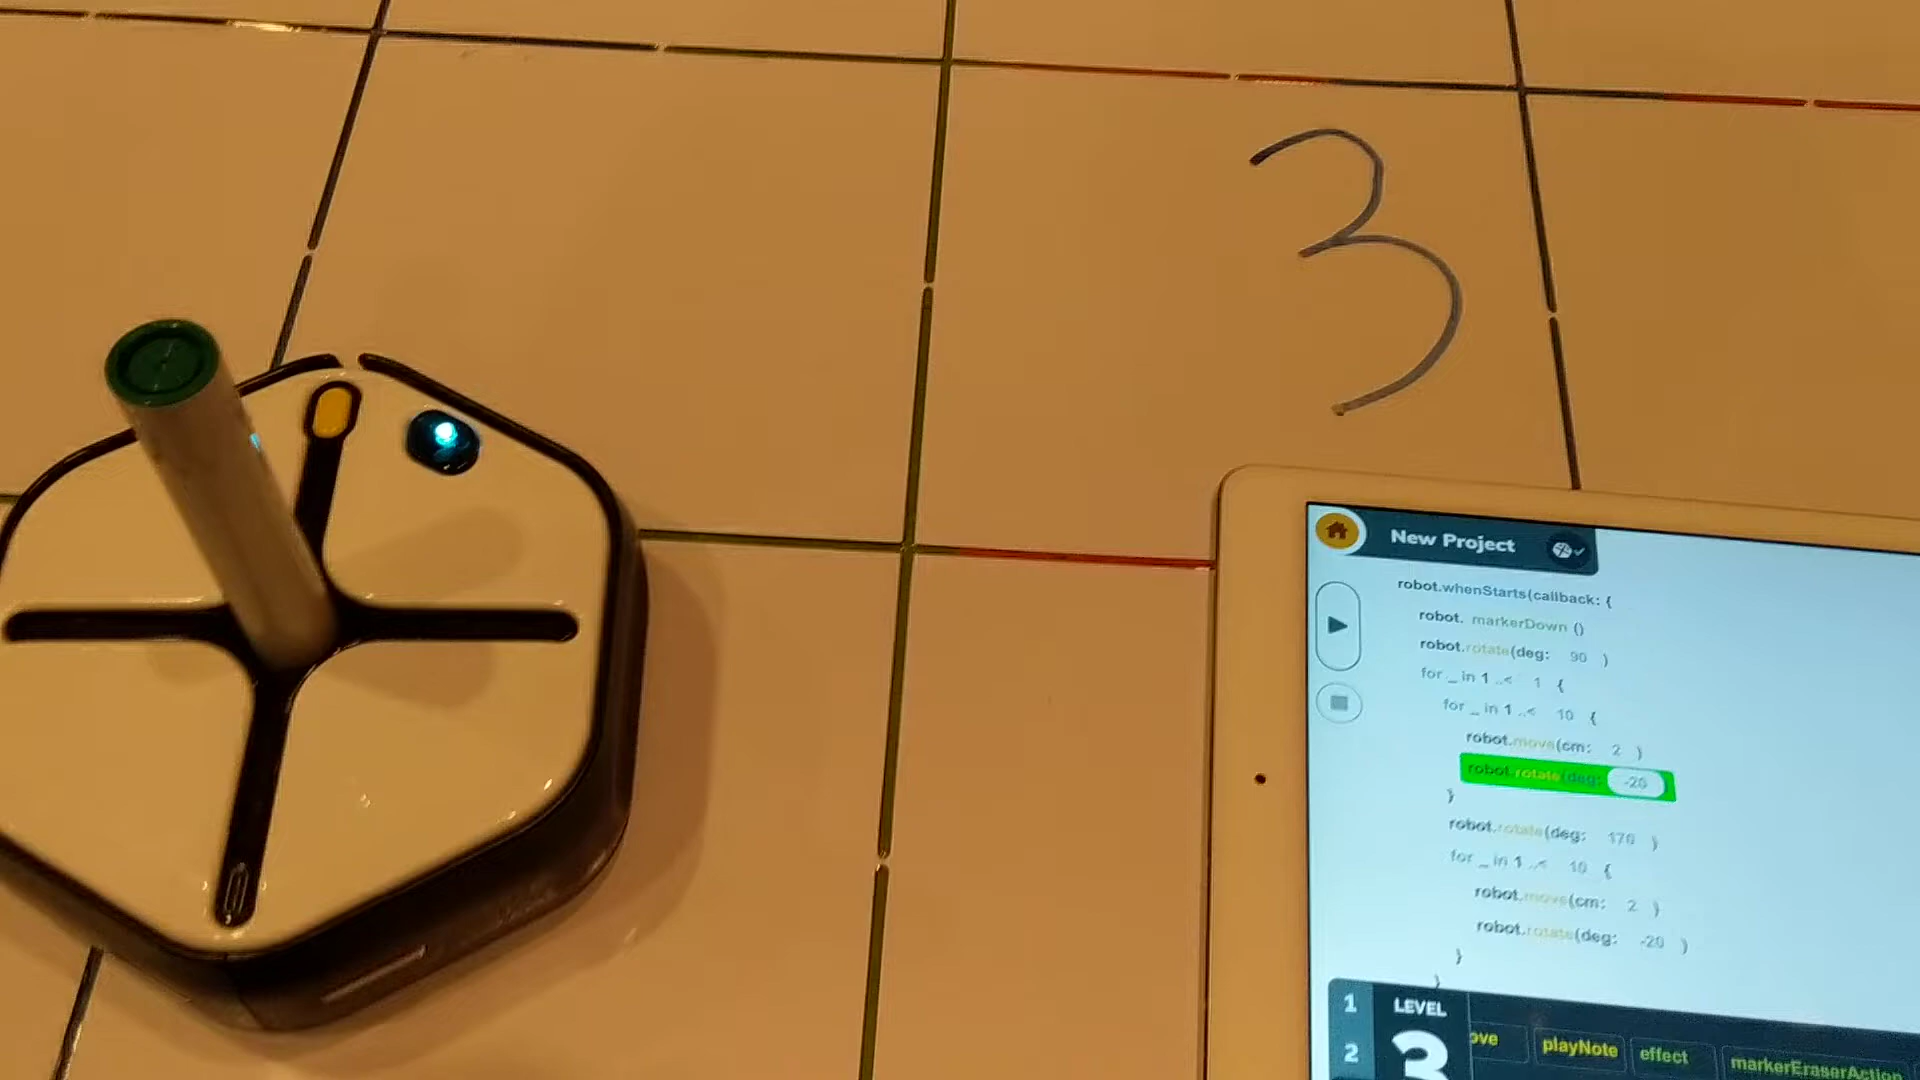 3
New Project
robot.whenStarts(callback: {
robot. markerDown ()
robot.rotate(deg: 90 )
for _ in 1 ..< 1 {
for _ in 1 ..< 10 {
robot.move(cm: 2 )
robot.rotate(deg: -20
}
robot.rotate(deg: 170 )
for _ in 1 ..< 10 {
robot.move(cm: 2 )
robot.rotate(deg: -20 )
}
}
1
2
LEVEL
3
ove
playNote
effect
markerEraserAction